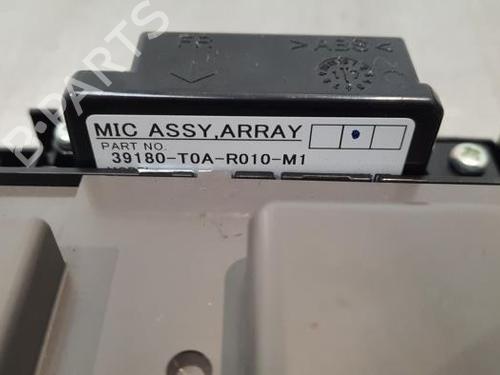 FR
>ABS<
MIC ASSY,ARRAY
PART NO.
39180-T0A-R010-M1
B-PARTS